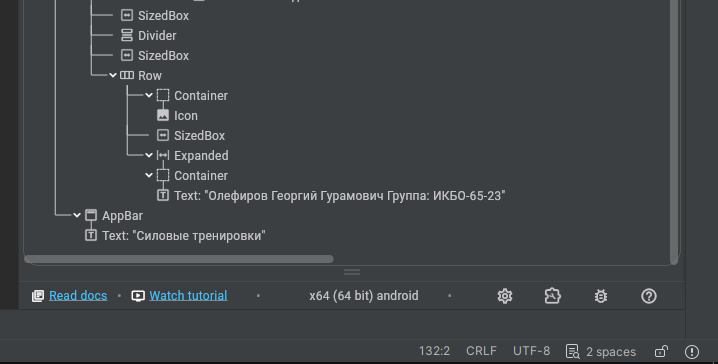 SizedBox
Divider
SizedBox
Row
Container
Icon
SizedBox
Expanded
Container
Text: "Олефиров Георгий Гурамович Группа: ИКБО-65-23"
AppBar
Text: "Силовые тренировки"
Read docs • Watch tutorial • x64 (64 bit) android •
132:2 CRLF UTF-8 2 spaces